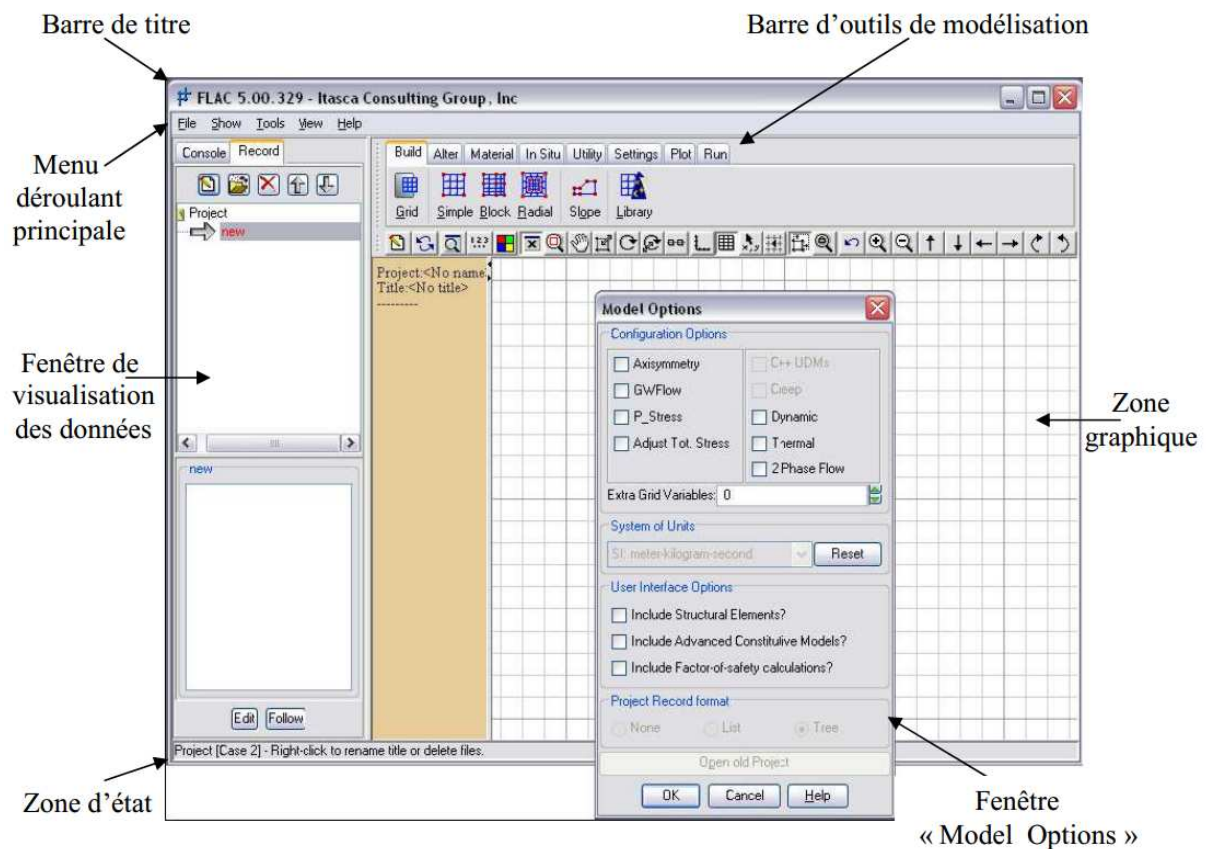 Barre de titre
Barre d'outils de modélisation
FLAC 5.00.329 - Itasca Consulting Group, Inc
File Show Tools View Help
Menu
déroulant
principale
Console Record
Build Alter Material In Situ Utility Settings Plot Run
Grid Simple Block Radial Slope Library
Project
new
Project:<No name
Title:<No title>
---------
Fenêtre de
visualisation
des données
new
Edit Follow
Project [Case 2] - Right-click to rename title or delete files.
Model Options
Configuration Options
Axisymmetry
GWFlow
P_Stress
Adjust Tot. Stress
C++ UDMs
Creep
Dynamic
Thermal
2 Phase Flow
Extra Grid Variables: 0
System of Units
SI: meter-kilogram-second Reset
User Interface Options
Include Structural Elements?
Include Advanced Constitutive Models?
Include Factor-of-safety calculations?
Project Record format
None List Tree
Open old Project
OK Cancel Help
Zone
graphique
Zone d'état
Fenêtre
« Model Options »